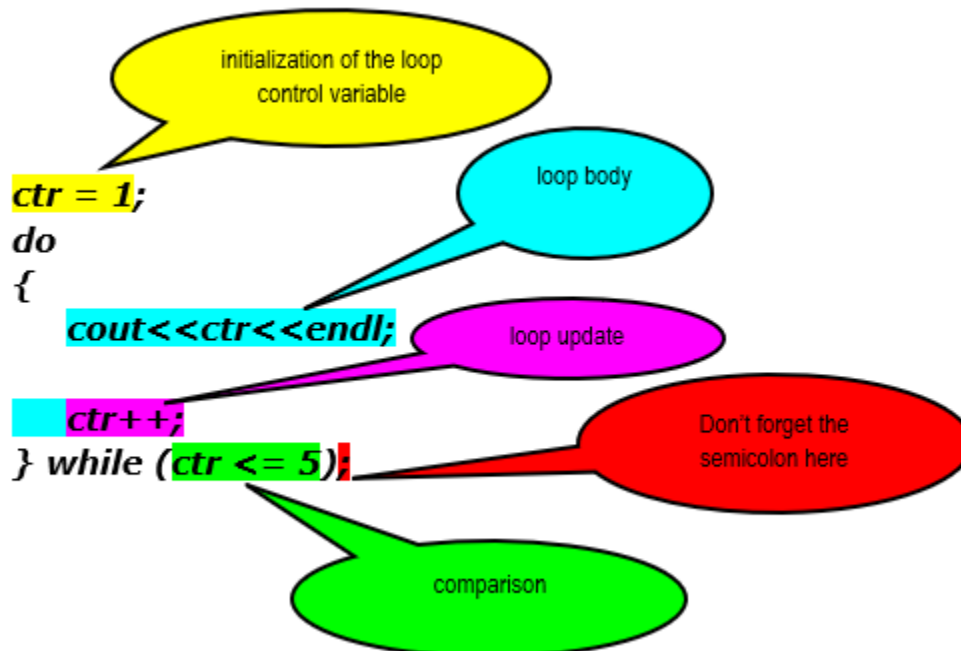 initialization of the loop
control variable
ctr = 1;
loop body
do
{
cout<<ctr<<endl;
loop update
ctr++;
Don't forget the
semicolon here
} while (ctr <= 5);
comparison